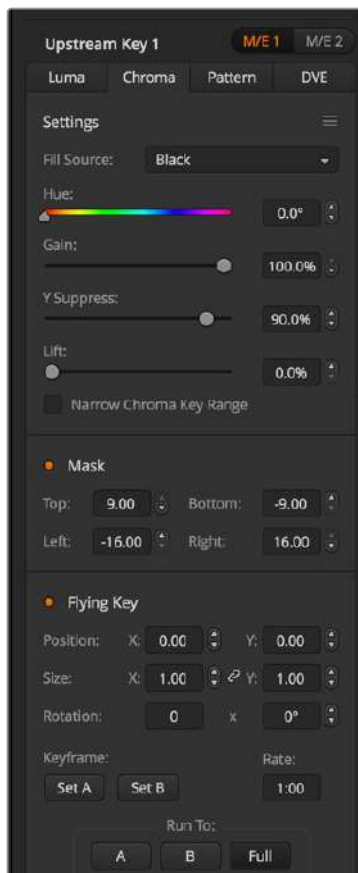 Upstream Key 1 M/E 1 M/E 2
Luma Chroma Pattern DVE
Settings
Fill Source: Black
Hue:
0.0°
Gain:
100.0%
Y Suppress:
90.0%
Lift:
0.0%
Narrow Chroma Key Range
Mask
Top: 9.00 Bottom: -9.00
Left: -16.00 Right: 16.00
Flying Key
Position: X: 0.00 Y: 0.00
Size: X: 1.00 Y: 1.00
Rotation: 0 x 0°
Keyframe: Rate:
Set A Set B 1:00
Run To:
A B Full